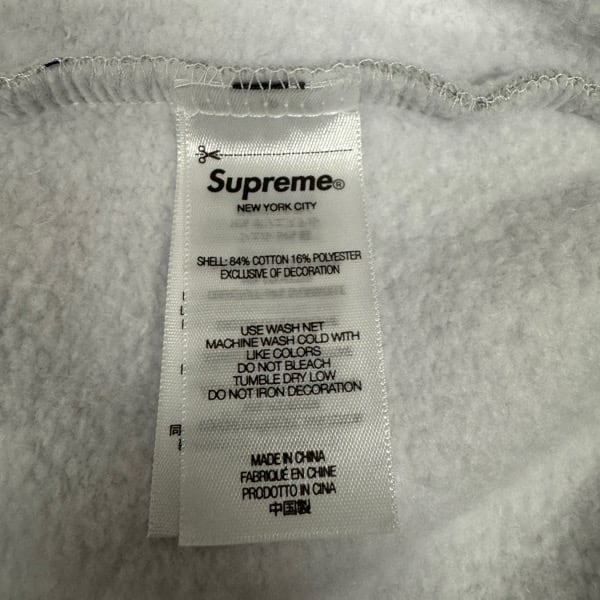 Supreme®
NEW YORK CITY
SHELL: 84% COTTON 16% POLYESTER
EXCLUSIVE OF DECORATION
USE WASH NET
MACHINE WASH COLD WITH
LIKE COLORS
DO NOT BLEACH
TUMBLE DRY LOW
DO NOT IRON DECORATION
同
MADE IN CHINA
FABRIQUÉ EN CHINE
PRODOTTO IN CINA
中国製